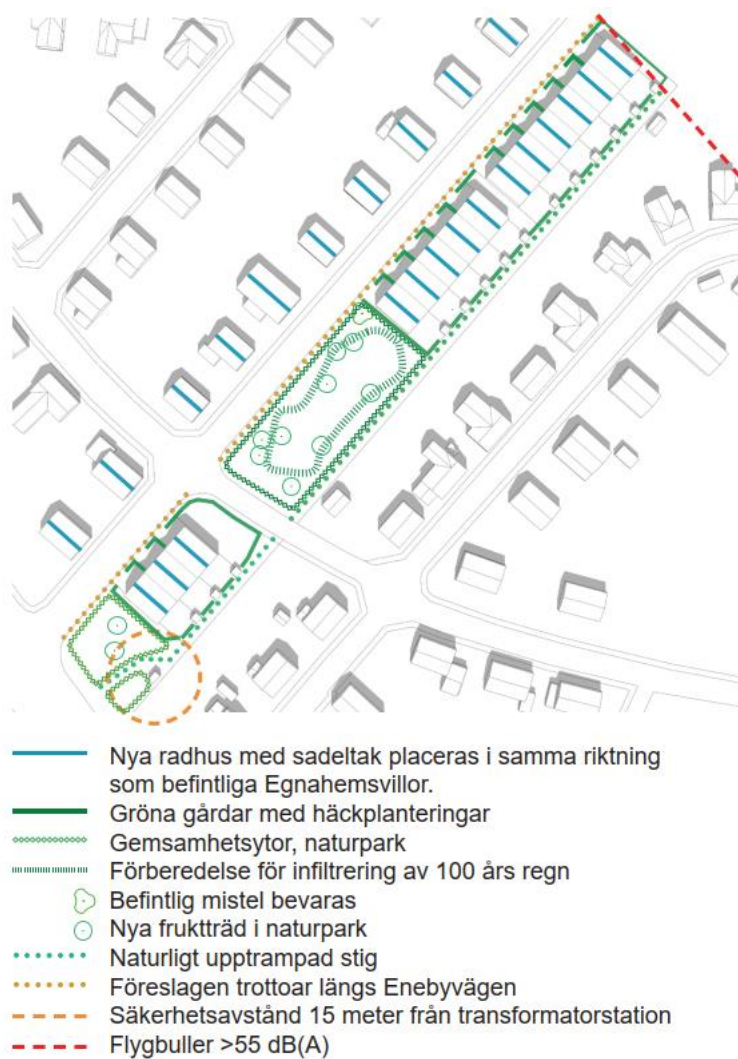 Nya radhus med sadeltak placeras i samma riktning
som befintliga Egnahemsvillor.
Gröna gårdar med häckplanteringar
Gemsamhetsytor, naturpark
Förberedelse för infiltrering av 100 års regn
Befintlig mistel bevaras
Nya fruktträd i naturpark
Naturligt upptrampad stig
Föreslagen trottoar längs Enebyvägen
Säkerhetsavstånd 15 meter från transformatorstation
Flygbuller >55 dB(A)